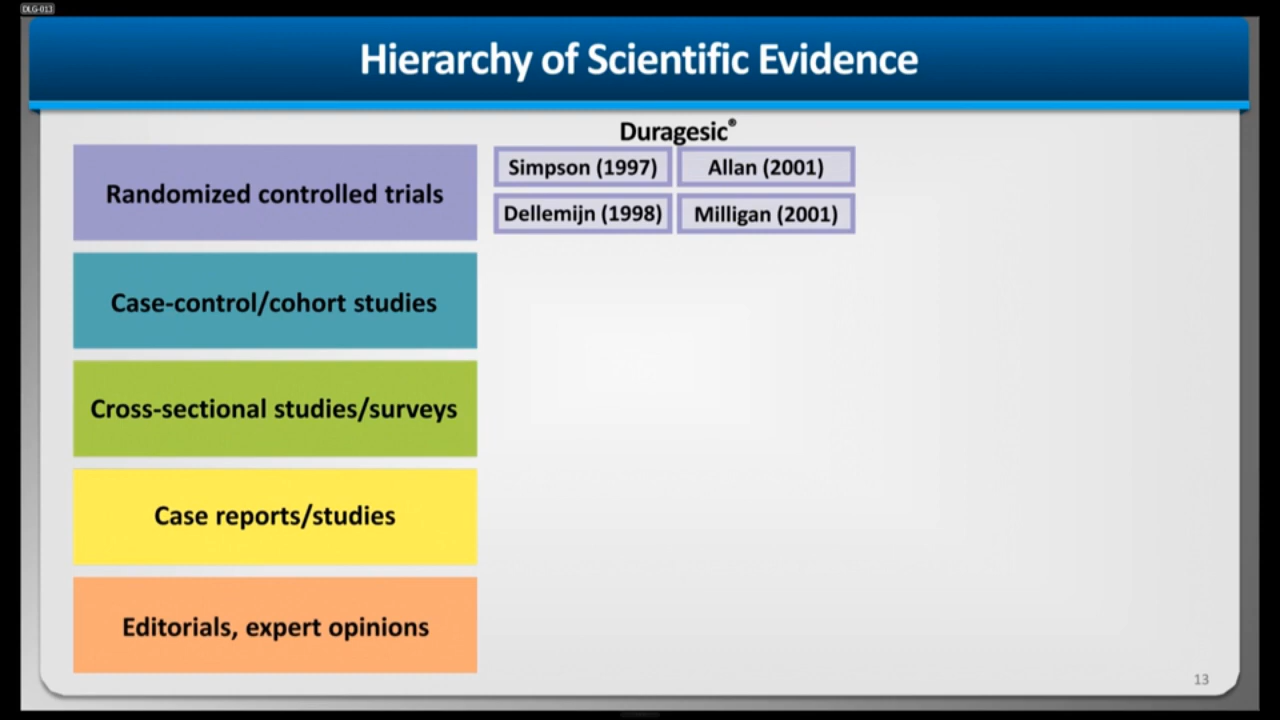 DLG-013
Hierarchy of Scientific Evidence
Duragesic®
Randomized controlled trials
Simpson (1997)
Allan (2001)
Dellemijn (1998)
Milligan (2001)
Case-control/cohort studies
Cross-sectional studies/surveys
Case reports/studies
Editorials, expert opinions
13